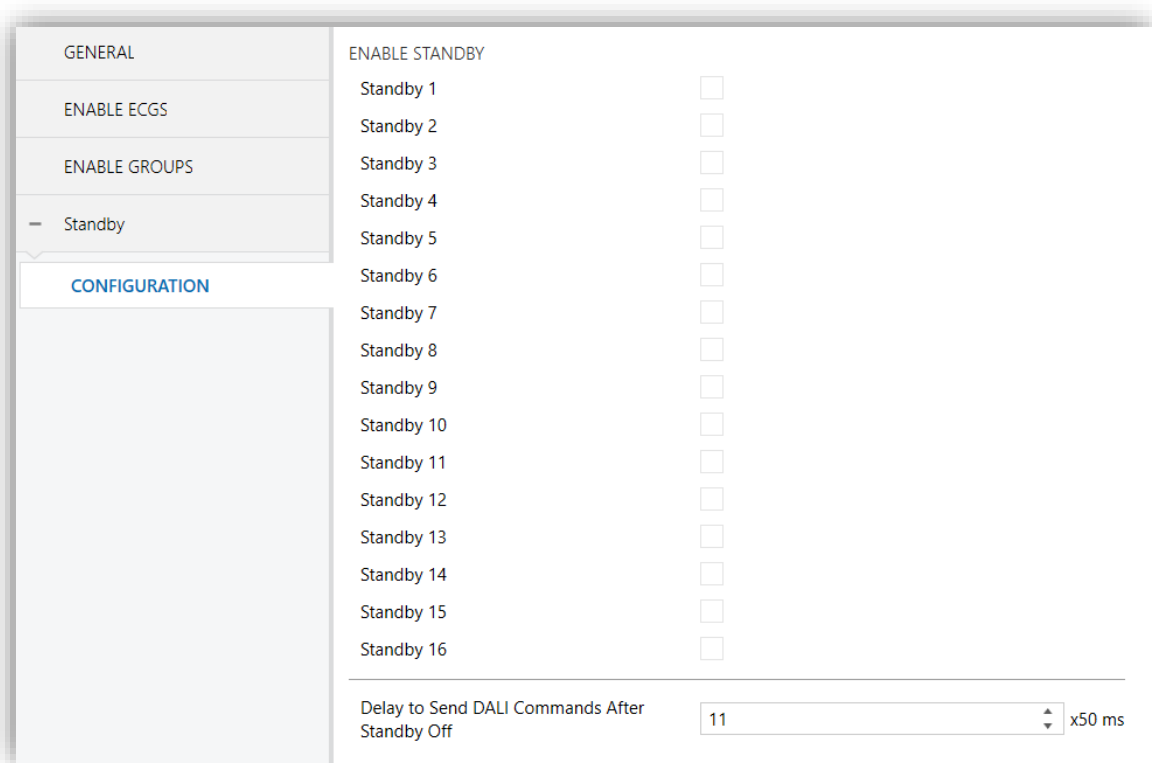 GENERAL
ENABLE ECGS
ENABLE GROUPS
Standby
CONFIGURATION
ENABLE STANDBY
Standby 1
Standby 2
Standby 3
Standby 4
Standby 5
Standby 6
Standby 7
Standby 8
Standby 9
Standby 10
Standby 11
Standby 12
Standby 13
Standby 14
Standby 15
Standby 16
Delay to Send DALI Commands After
Standby Off
11 x50 ms